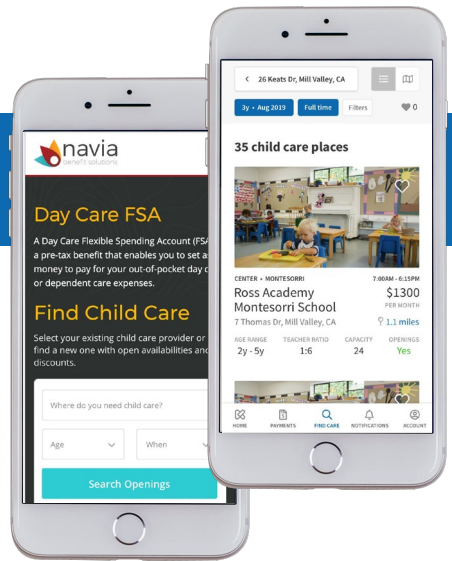 navia
benefit solutions
Day Care FSA
A Day Care Flexible Spending Account (FSA
a pre-tax benefit that enables you to set as
money to pay for your out-of-pocket day c
or dependent care expenses.
Find Child Care
Select your existing child care provider or
find a new one with open availabilities and
discounts.
Where do you need child care?
Age
When
Search Openings
26 Keats Dr, Mill Valley, CA
3y • Aug 2019
Full time
Filters
0
35 child care places
CENTER • MONTESSORI
7:00AM - 6:15PM
Ross Academy
Montesorri School
$1300
PER MONTH
7 Thomas Dr, Mill Valley, CA
1.1 miles
AGE RANGE
TEACHER RATIO
CAPACITY
OPENINGS
2y - 5y
1:6
24
Yes
HOME
PAYMENTS
FIND CARE
NOTIFICATIONS
ACCOUNT